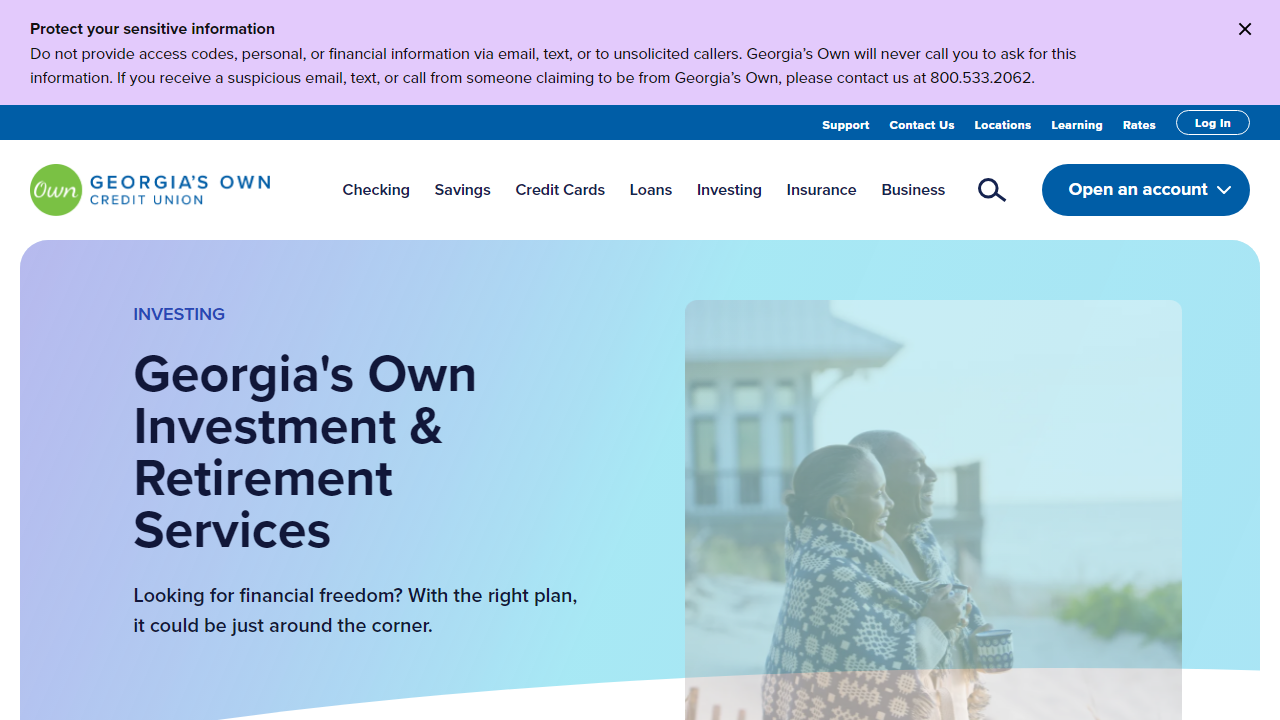 Protect your sensitive information
Do not provide access codes, personal, or financial information via email, text, or to unsolicited callers. Georgia’s Own will never call you to ask for this
information. If you receive a suspicious email, text, or call from someone claiming to be from Georgia’s Own, please contact us at 800.533.2062.
Support Contact Us Locations Learning Rates Log In
Own GEORGIA’S OWN
CREDIT UNION
Checking Savings Credit Cards Loans Investing Insurance Business Open an account
INVESTING
Georgia's Own
Investment &
Retirement
Services
Looking for financial freedom? With the right plan,
it could be just around the corner.